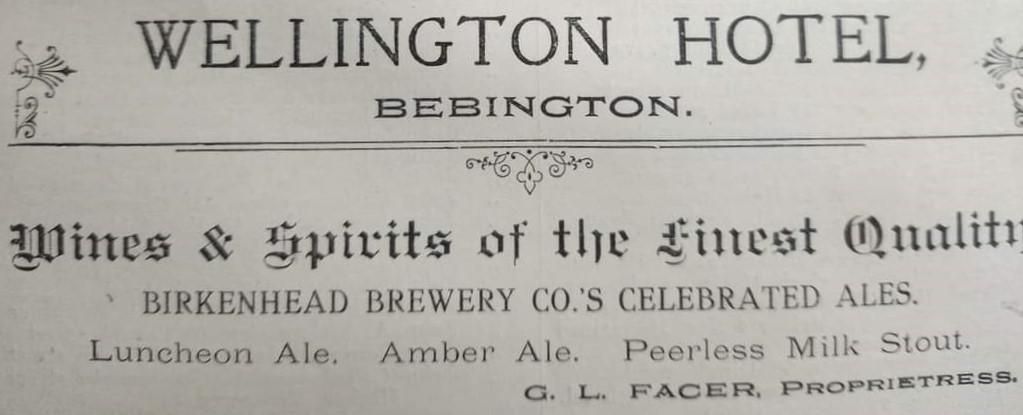 WELLINGTON HOTEL,
BEBINGTON.
Wines & Spirits of the Finest Quality
BIRKENHEAD BREWERY CO.'S CELEBRATED ALES.
Luncheon Ale. Amber Ale. Peerless Milk Stout.
G. L. FACER, PROPRIETRESS.